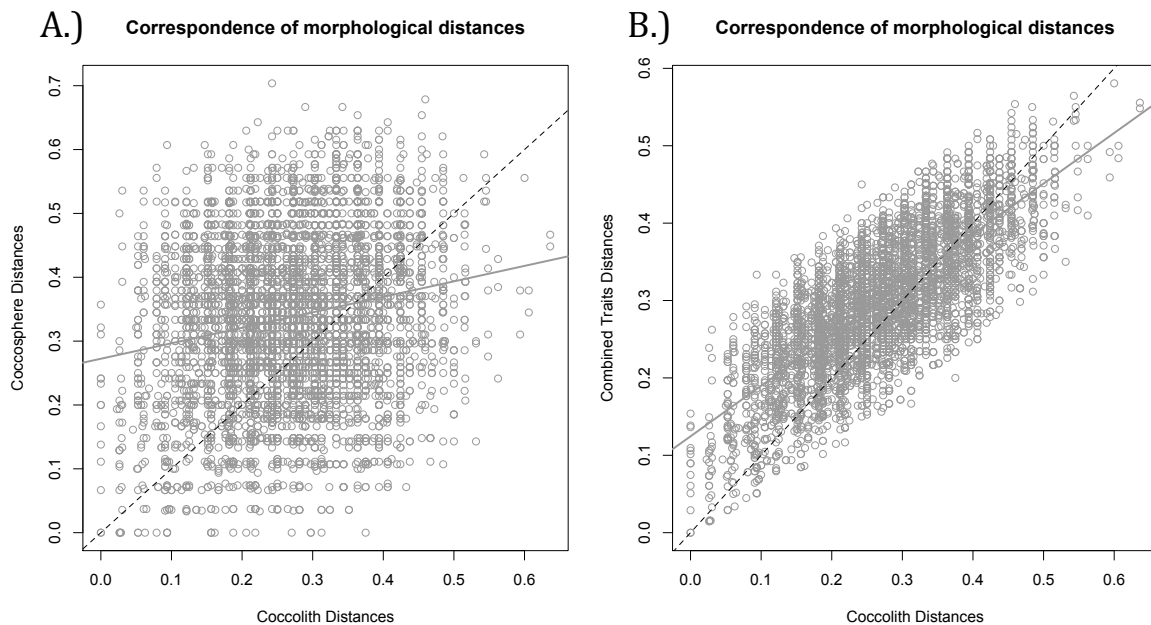 A.)
Correspondence of morphological distances
Coccosphere Distances
0.7
0.6
0.5
0.4
0.3
0.2
0.1
0.0
0.0 0.1 0.2 0.3 0.4 0.5 0.6
Coccolith Distances
B.)
Correspondence of morphological distances
Combined Traits Distances
0.6
0.5
0.4
0.3
0.2
0.1
0.0
0.0 0.1 0.2 0.3 0.4 0.5 0.6
Coccolith Distances